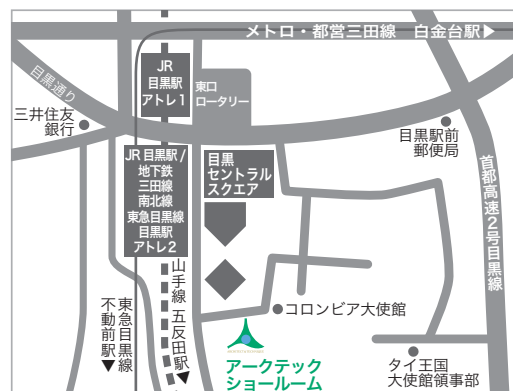 メトロ・都営三田線 白金台駅▶
JR
目黒駅
アトレ1
東口
ロータリー
目黒通り
三井住友
銀行
目黒駅前
郵便局
JR 目黒駅 /
地下鉄
三田線
南北線
東急目黒線
目黒駅
アトレ2
目黒
セントラル
スクエア
首都高速2号目黒線
山手線 五反田駅▼
東急目黒線
不動前駅▼
コロンビア大使館
アークテック
ショールーム
タイ王国
大使館領事部